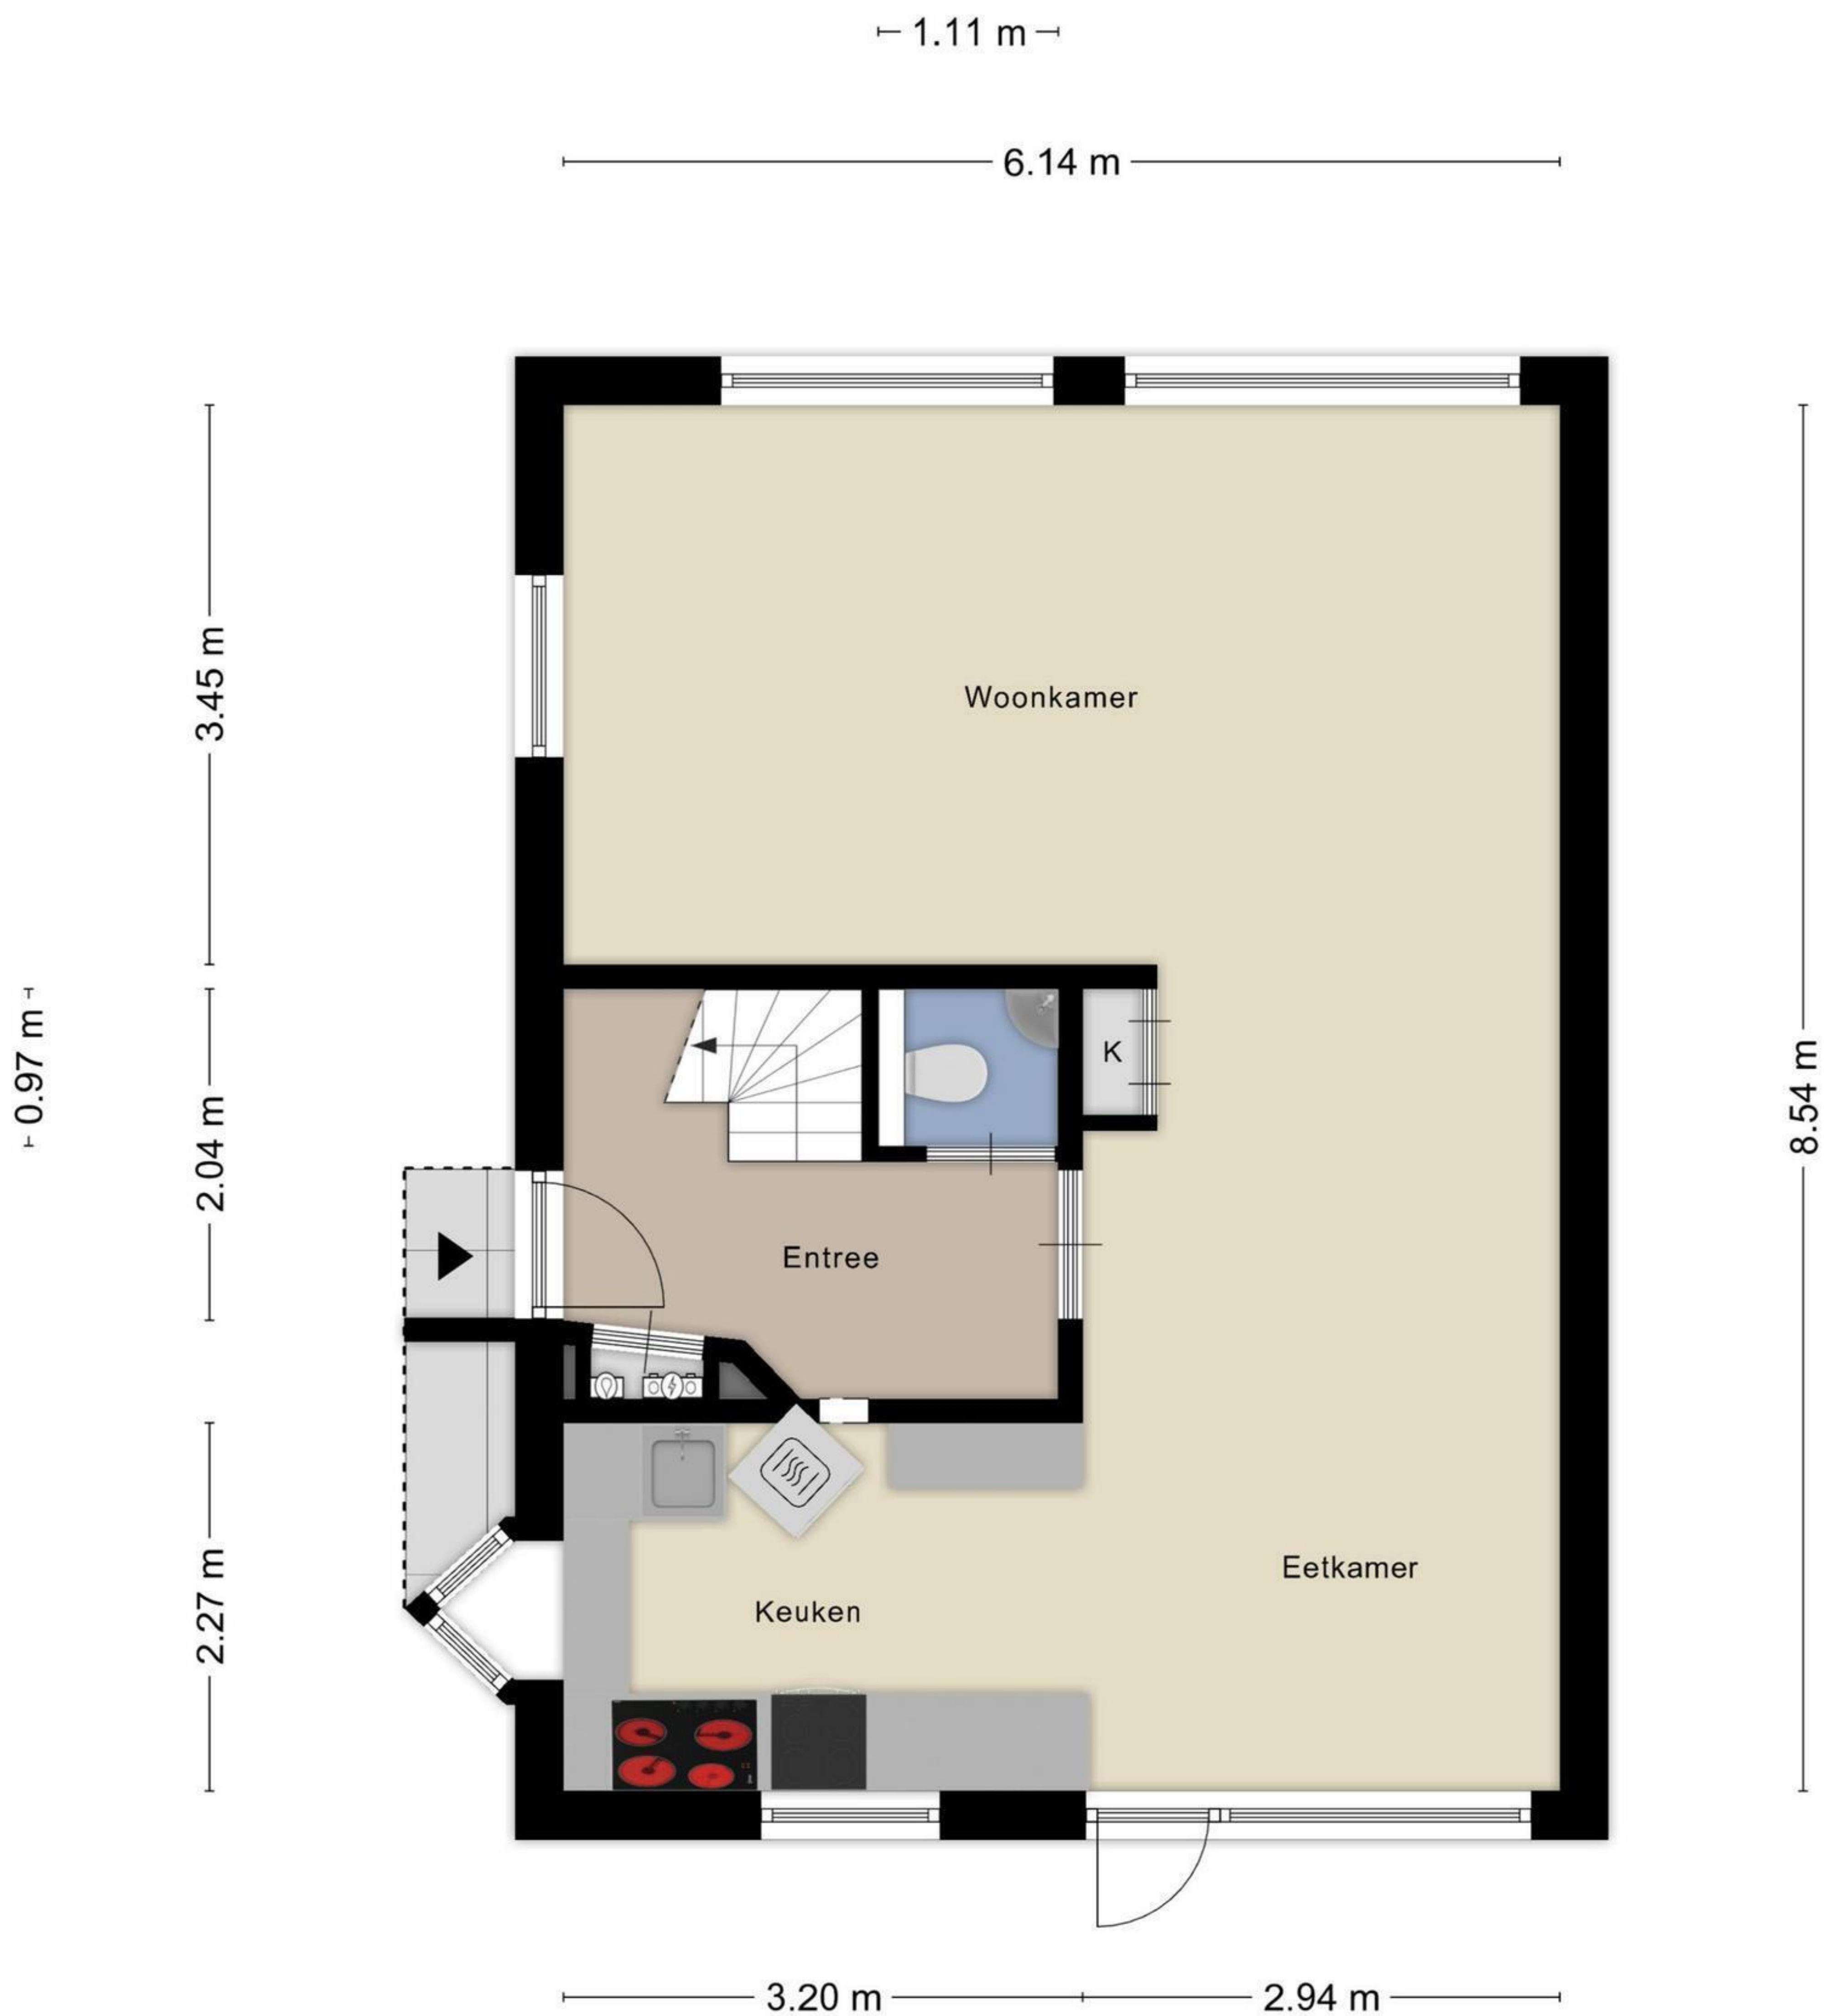 1.11 m
6.14 m
3.45 m
Woonkamer
0.97 m
2.04 m
K
8.54 m
Entree
2.27 m
Eetkamer
Keuken
3.20 m
2.94 m